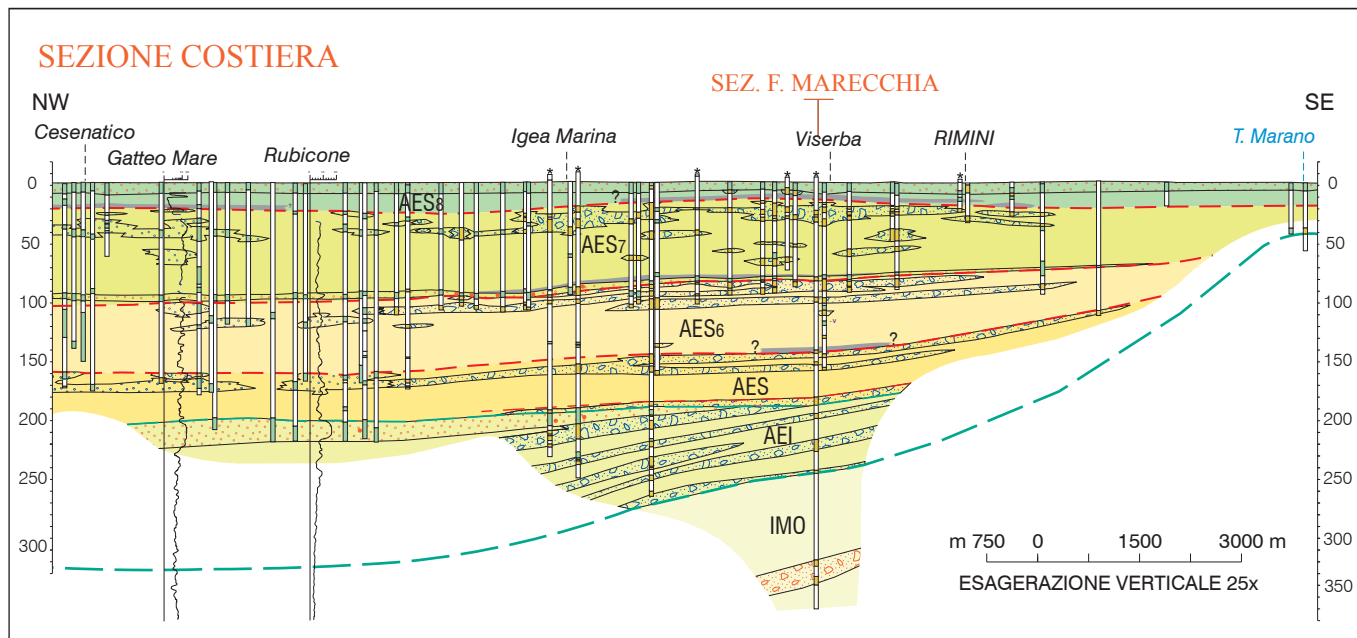 SEZIONE COSTIERA
SEZ. F. MARECCHIA
NW
SE
Cesenatico
Gatteo Mare
Rubicone
Igea Marina
Viserba
RIMINI
T. Marano
* * * * * *
0
50
100
150
200
250
300
0
50
100
150
200
250
300
350
AES8
?
AES7
AES6
?
?
AES
AEI
IMO
m 750 0 1500 3000 m
ESAGERAZIONE VERTICALE 25x